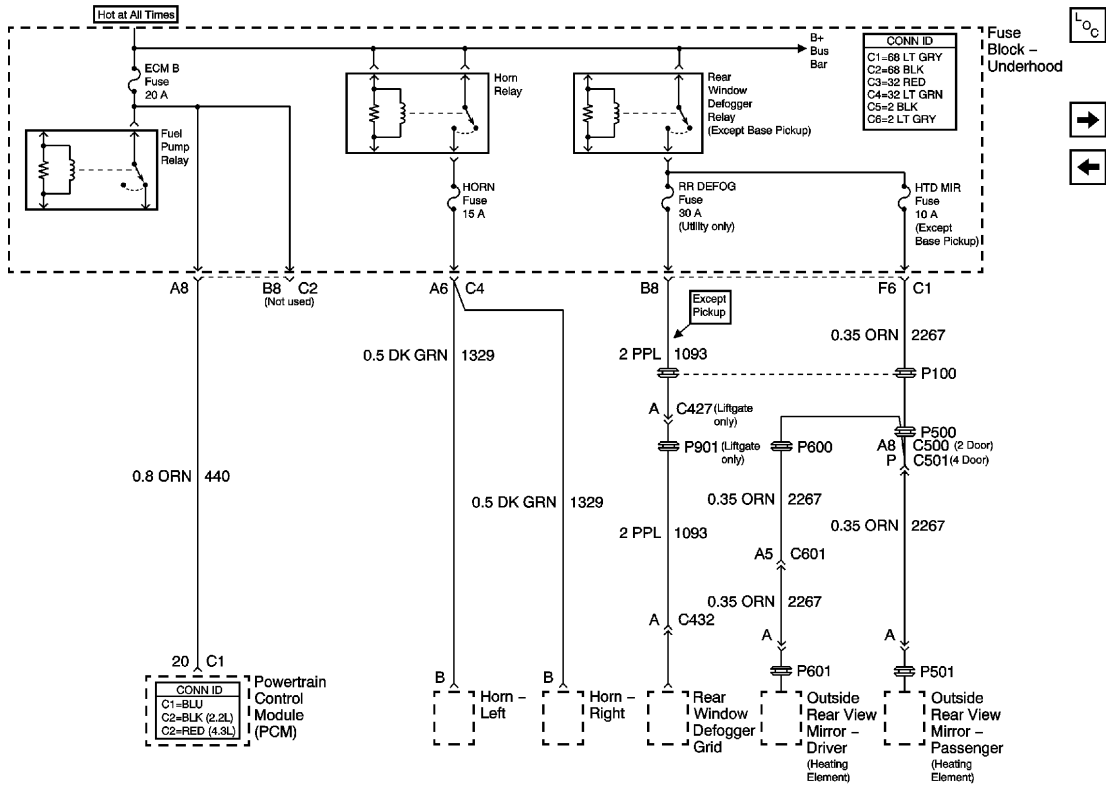 Hot at All Times
L
O
C
Fuse
Block –
Underhood
B+
Bus
Bar
CONN ID
C1=68 LT GRY
C2=68 BLK
C3=32 RED
C4=32 LT GRN
C5=2 BLK
C6=2 LT GRY
ECM B
Fuse
20 A
Horn
Relay
Rear
Window
Defogger
Relay
(Except Base Pickup)
Fuel
Pump
Relay
HORN
Fuse
15 A
RR DEFOG
Fuse
30 A
(Utility only)
HTD MIR
Fuse
10 A
(Except
Base Pickup)
A8
B8 C2
(Not used)
A6 C4
B8
F6 C1
Except
Pickup
0.5 DK GRN 1329
2 PPL 1093
0.35 ORN 2267
P100
A C427 (Liftgate
only)
P901 (Liftgate
only)
P600
P500
A8 C500 (2 Door)
P C501 (4 Door)
0.8 ORN 440
0.5 DK GRN 1329
2 PPL 1093
0.35 ORN 2267
0.35 ORN 2267
A5 C601
0.35 ORN 2267
A C432
A
A
20 C1
P601
P501
B
B
CONN ID
C1=BLU
C2=BLK (2.2L)
C2=RED (4.3L)
Powertrain
Control
Module
(PCM)
Horn –
Left
Horn –
Right
Rear
Window
Defogger
Grid
Outside
Rear View
Mirror –
Driver
(Heating
Element)
Outside
Rear View
Mirror –
Passenger
(Heating
Element)